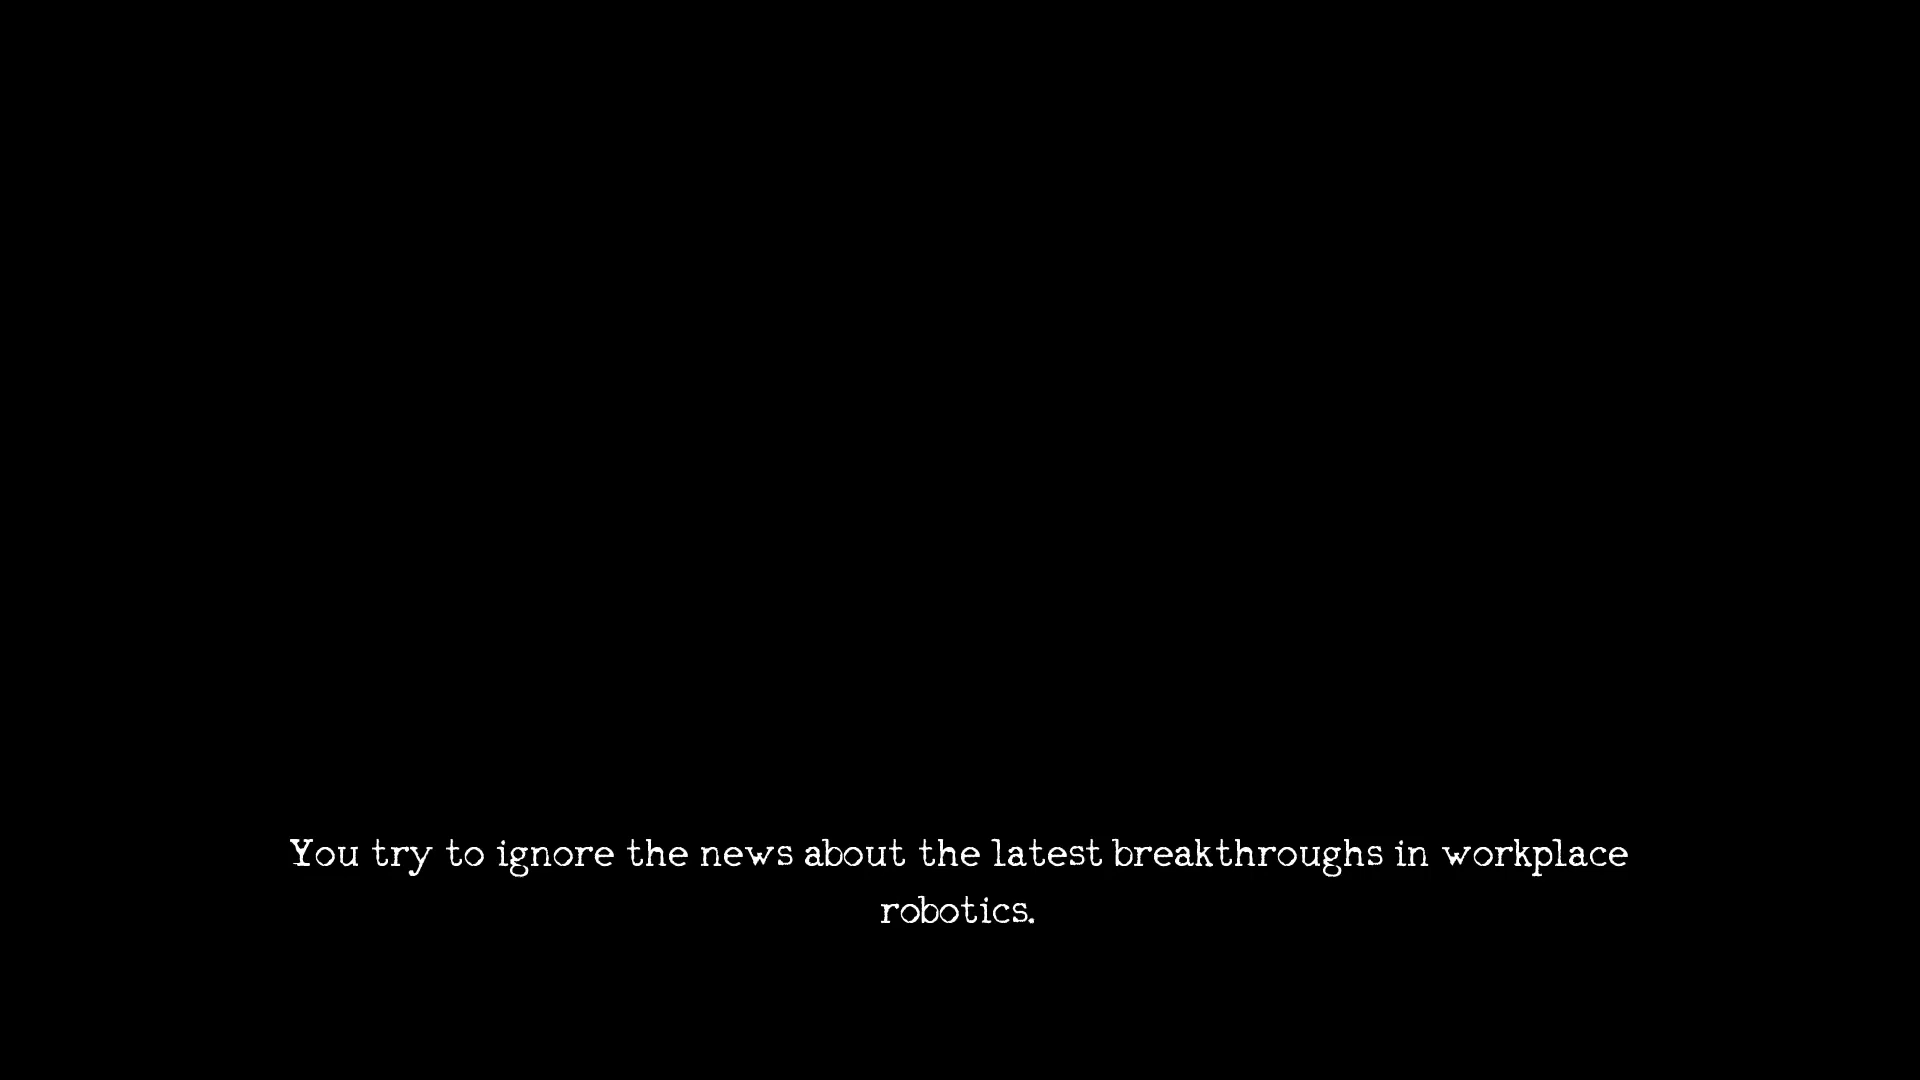 You try to ignore the news about the latest breakthroughs in workplace
robotics.